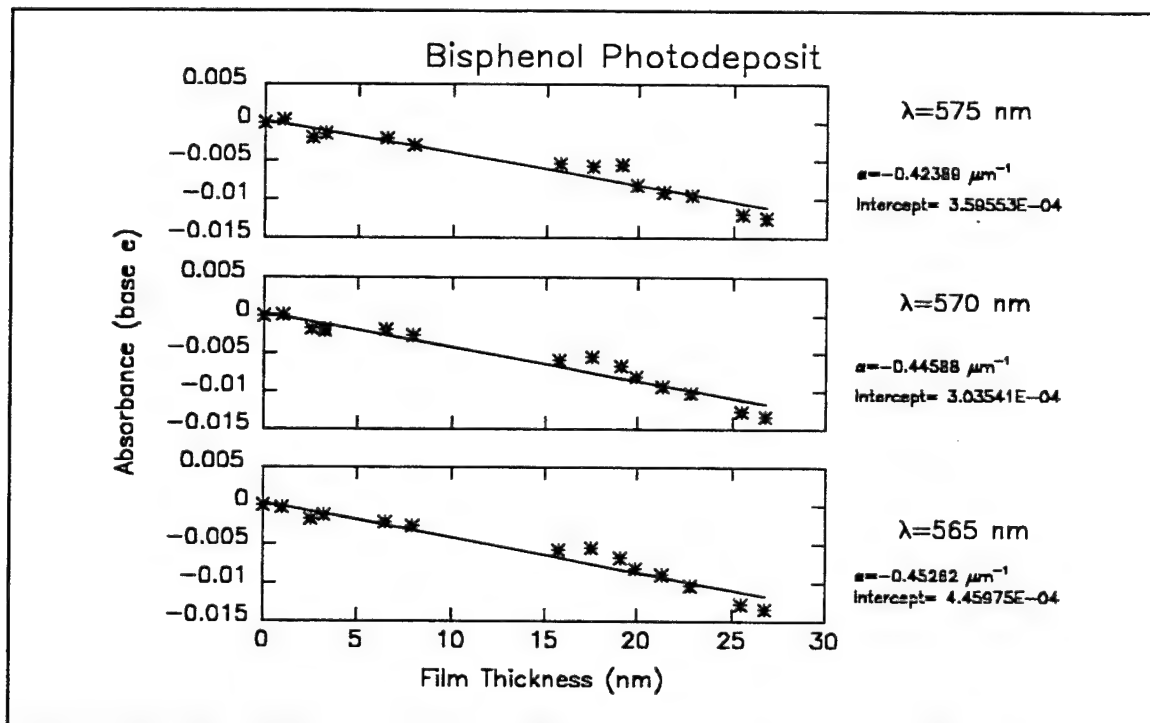 Bisphenol Photodeposit
0.005
0
−0.005
−0.01
−0.015
λ=575 nm
α=−0.42389 μm⁻¹
Intercept= 3.59553E−04
0.005
0
−0.005
−0.01
−0.015
λ=570 nm
α=−0.44588 μm⁻¹
Intercept= 3.03541E−04
0.005
0
−0.005
−0.01
−0.015
λ=565 nm
α=−0.45282 μm⁻¹
Intercept= 4.45975E−04
Absorbance (base e)
0 5 10 15 20 25 30
Film Thickness (nm)